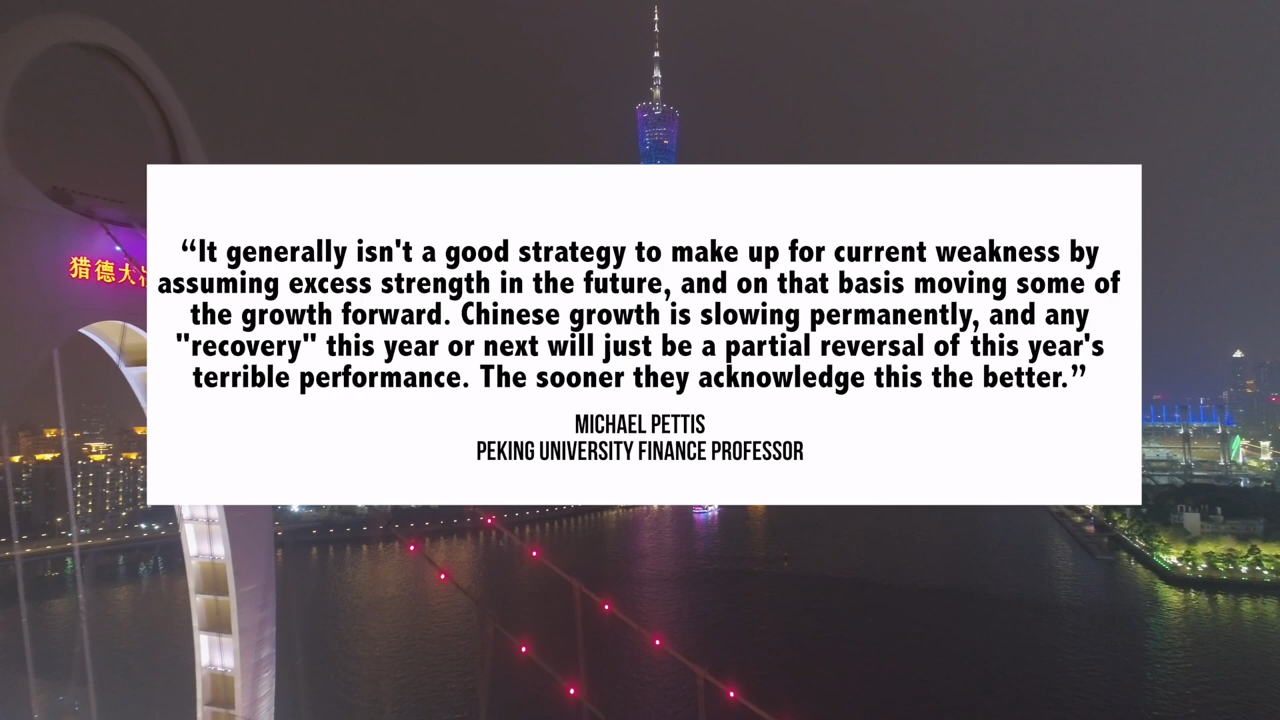 猎德大
“It generally isn't a good strategy to make up for current weakness by
assuming excess strength in the future, and on that basis moving some of
the growth forward. Chinese growth is slowing permanently, and any
"recovery" this year or next will just be a partial reversal of this year's
terrible performance. The sooner they acknowledge this the better.”
MICHAEL PETTIS
PEKING UNIVERSITY FINANCE PROFESSOR